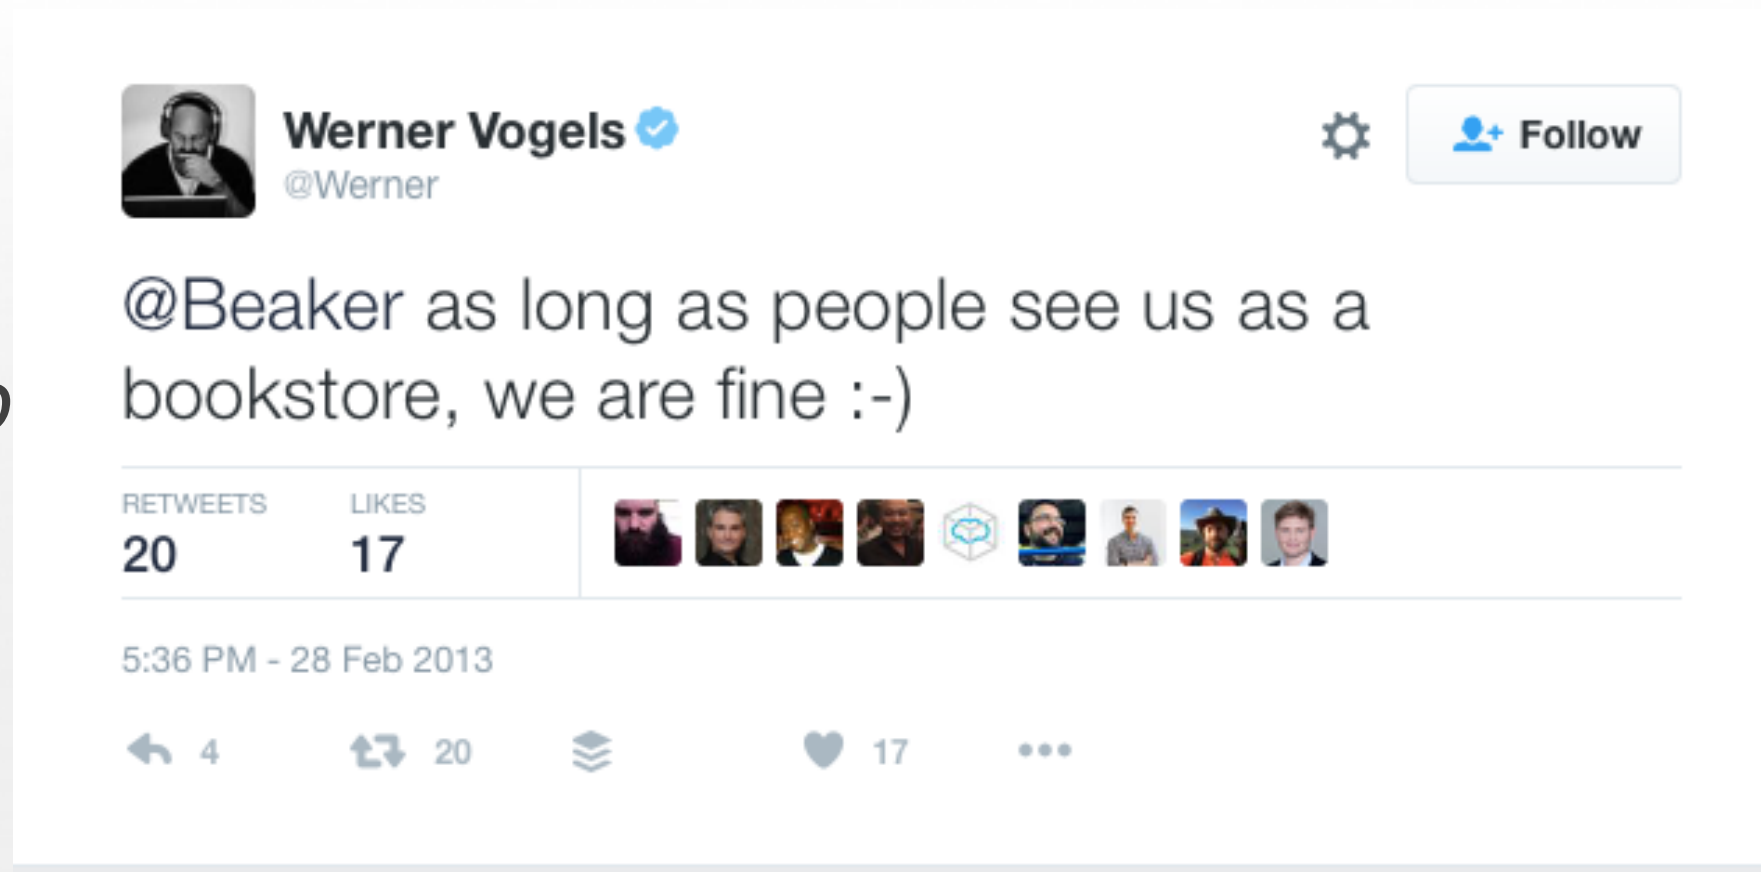 Werner Vogels
@Werner
Follow
@Beaker as long as people see us as a
bookstore, we are fine :-)
RETWEETS LIKES
20 17
5:36 PM - 28 Feb 2013
4 20 17